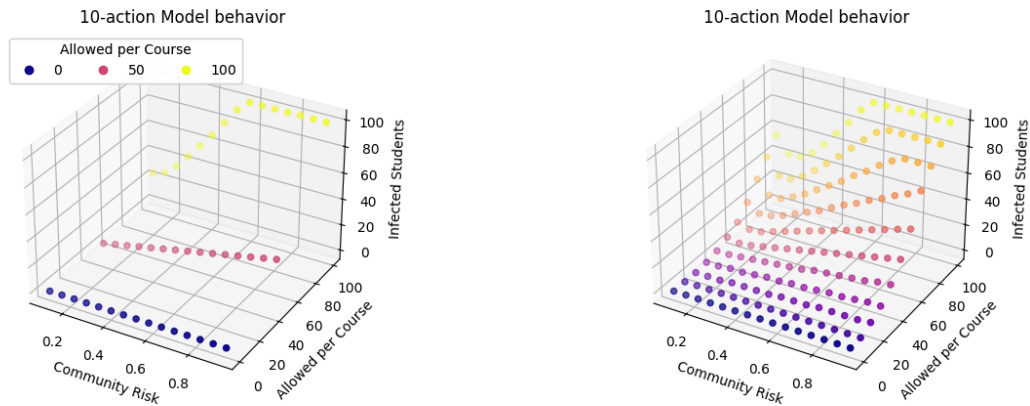 10-action Model behavior
Allowed per Course
0 50 100
100
80
60
40
20
0
Infected Students
0.2 0.4 0.6 0.8
Community Risk
0 20 40 60 80 100
Allowed per Course
10-action Model behavior
100
80
60
40
20
0
Infected Students
0.2 0.4 0.6 0.8
Community Risk
0 20 40 60 80 100
Allowed per Course